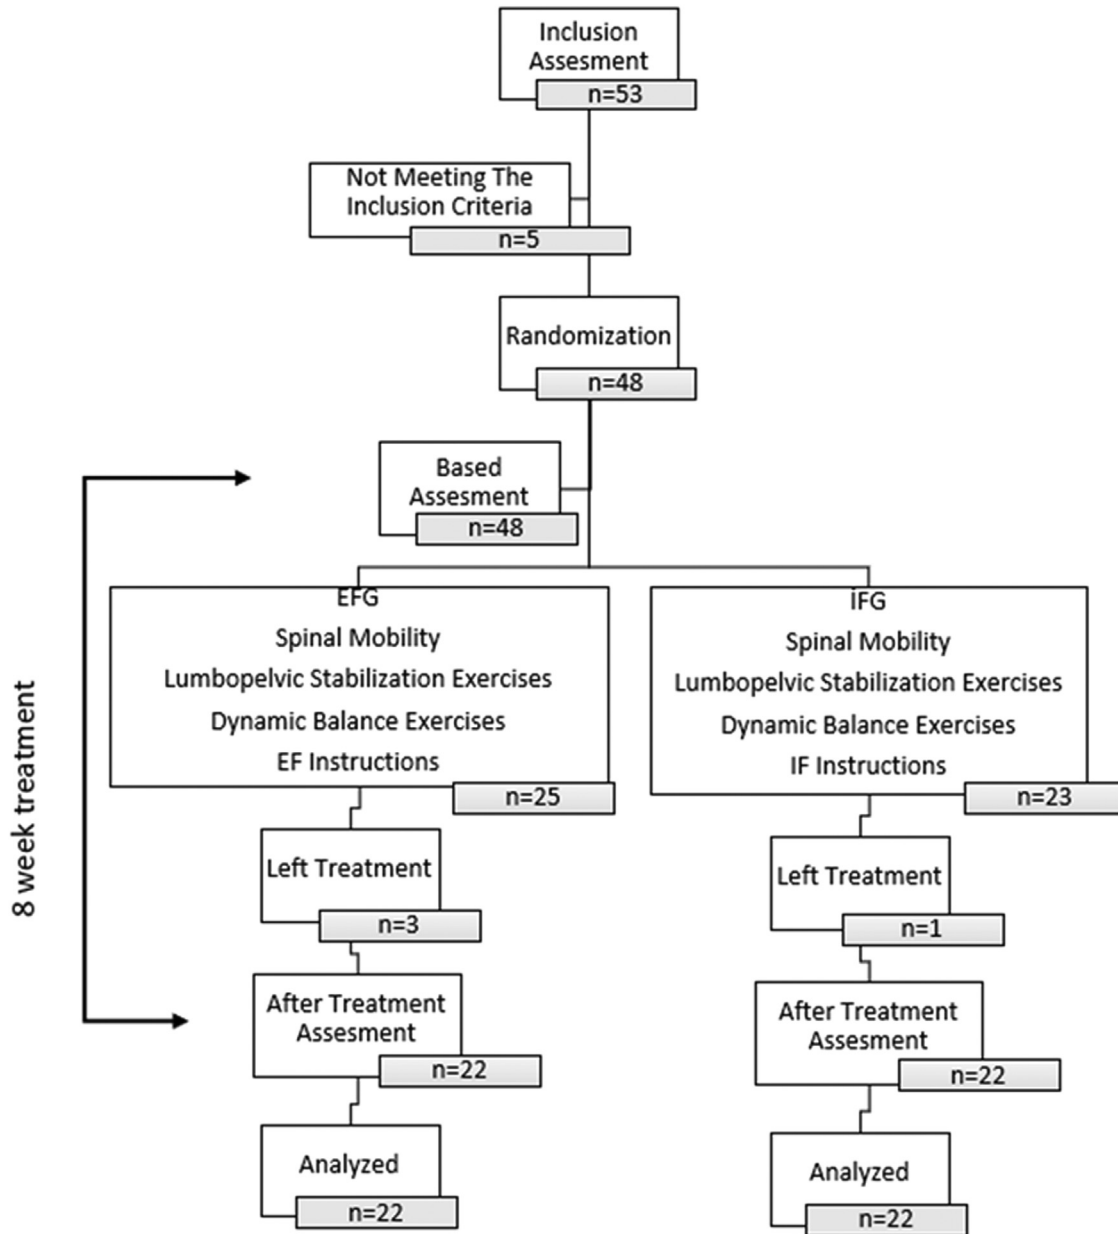 Inclusion
Assesment
n=53
Not Meeting The
Inclusion Criteria
n=5
Randomization
n=48
Based
Assesment
n=48
8 week treatment
EFG
Spinal Mobility
Lumbopelvic Stabilization Exercises
Dynamic Balance Exercises
EF Instructions
n=25
Left Treatment
n=3
After Treatment
Assesment
n=22
Analyzed
n=22
İFG
Spinal Mobility
Lumbopelvic Stabilization Exercises
Dynamic Balance Exercises
IF Instructions
n=23
Left Treatment
n=1
After Treatment
Assesment
n=22
Analyzed
n=22